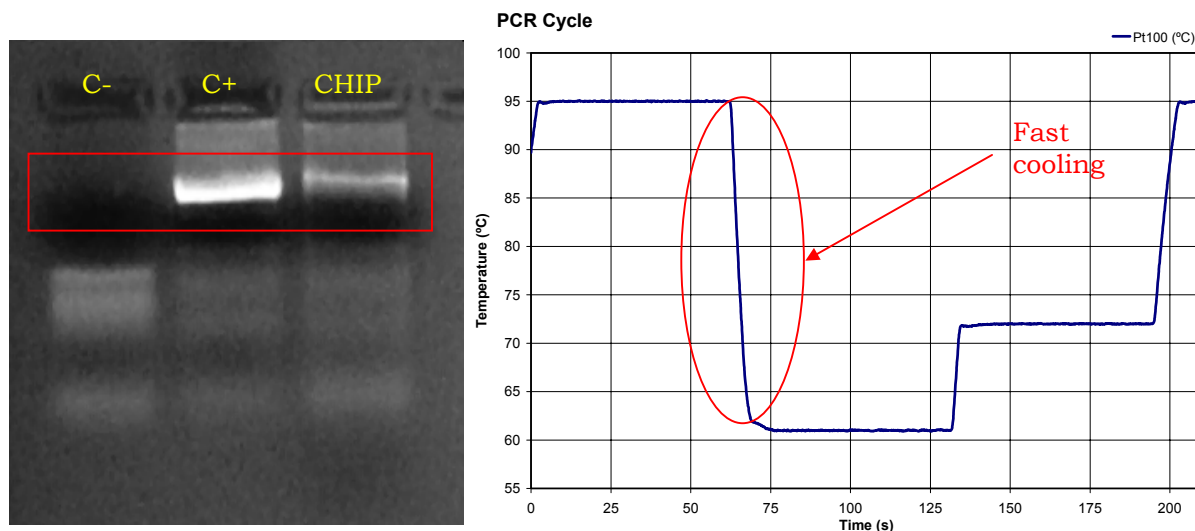 C-
C+
CHIP
PCR Cycle
Pt100 (ºC)
100
95
90
85
80
75
70
65
60
55
Temperature (ºC)
Fast
cooling
0
25
50
75
100
125
150
175
200
Time (s)